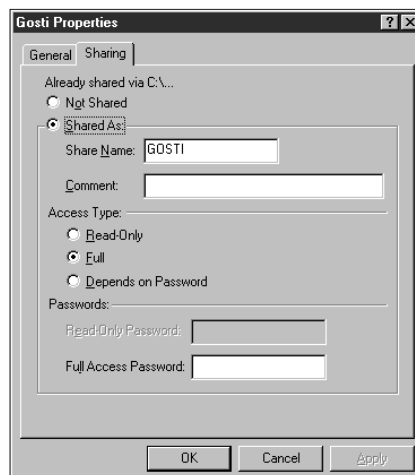 Gosti Properties
General Sharing
Already shared via C:\...
Not Shared
Shared As:
Share Name: GOSTI
Comment:
Access Type:
Read-Only
Full
Depends on Password
Passwords:
Read-Only Password:
Full Access Password:
OK Cancel Apply